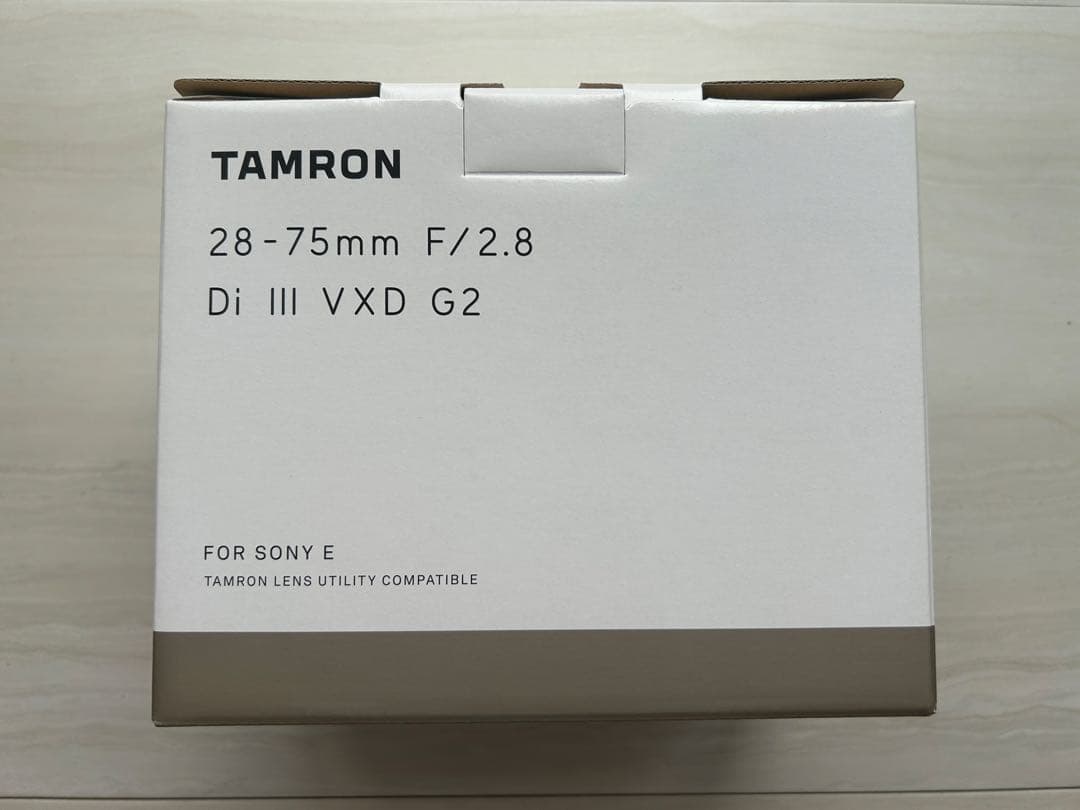 TAMRON
28-75mm F/2.8
Di III VXD G2
FOR SONY E
TAMRON LENS UTILITY COMPATIBLE